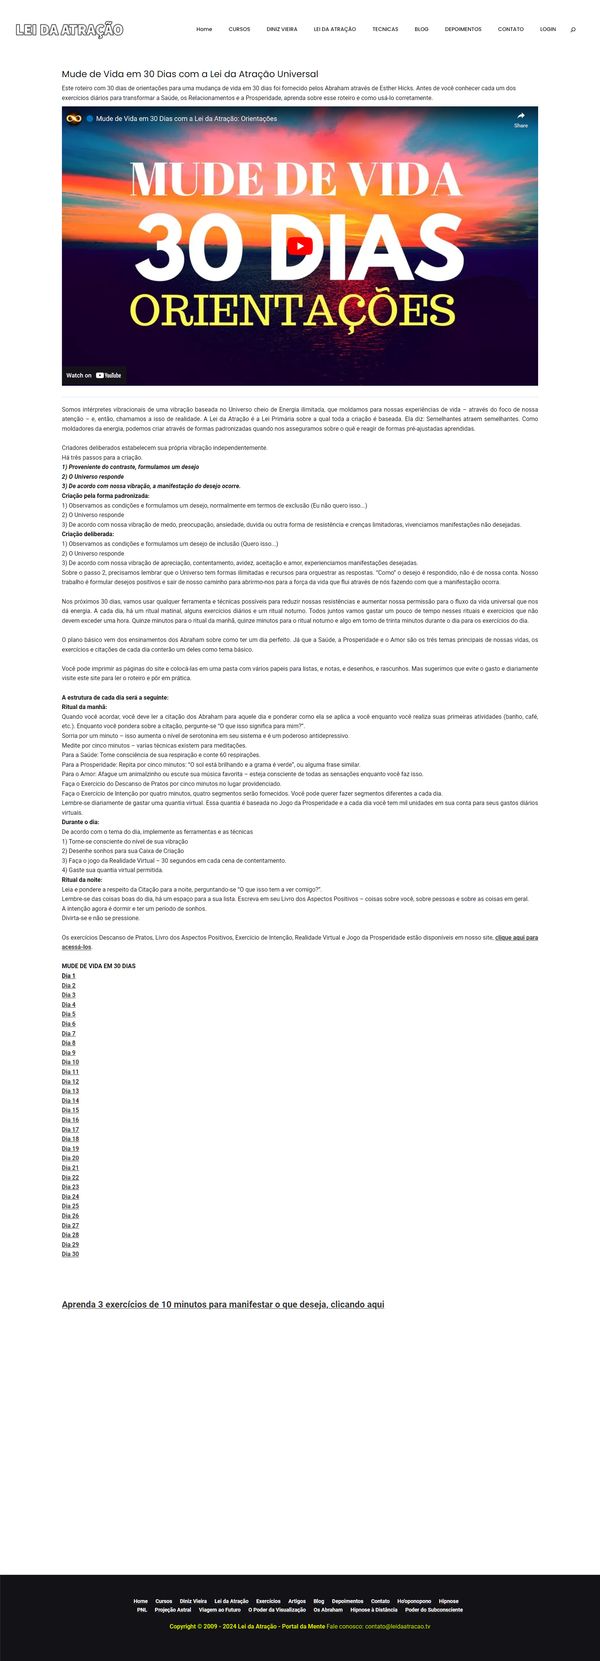 LEI DA ATRAÇÃO
Home CURSOS DINIZ VIEIRA LEI DA ATRAÇÃO TECNICAS BLOG DEPOIMENTOS CONTATO LOGIN
Mude de Vida em 30 Dias com a Lei da Atração Universal
Este roteiro com 30 dias de orientações para uma mudança de vida em 30 dias foi fornecido pelos Abraham através de Esther Hicks. Antes de você conhecer cada um dos
exercícios diários para transformar a Saúde, os Relacionamentos e a Prosperidade, aprenda sobre esse roteiro e como usá-lo corretamente.
Mude de Vida em 30 Dias com a Lei da Atração: Orientações
Share
MUDE DE VIDA
30 DIAS
ORIENTAÇÕES
Watch on YouTube
Somos intérpretes vibracionais de uma vibração baseada no Universo cheio de Energia ilimitada, que moldamos para nossas experiências de vida – através do foco de nossa
atenção – e, então, chamamos a isso de realidade. A Lei da Atração é a Lei Primária sobre a qual toda a criação é baseada. Ela diz: Semelhantes atraem semelhantes. Como
moldadores da energia, podemos criar através de formas padronizadas quando nos asseguramos sobre o quê e reagir de formas pré-ajustadas aprendidas.
Criadores deliberados estabelecem sua própria vibração independentemente.
Há três passos para a criação.
1) Proveniente do contraste, formulamos um desejo
2) O Universo responde
3) De acordo com nossa vibração, a manifestação do desejo ocorre.
Criação pela forma padronizada:
1) Observamos as condições e formulamos um desejo, normalmente em termos de exclusão (Eu não quero isso...)
2) O Universo responde
3) De acordo com nossa vibração de medo, preocupação, ansiedade, duvida ou outra forma de resistência e crenças limitadoras, vivenciamos manifestações não desejadas.
Criação deliberada:
1) Observamos as condições e formulamos um desejo de inclusão (Quero isso...)
2) O Universo responde
3) De acordo com nossa vibração de apreciação, contentamento, avidez, aceitação e amor, experienciamos manifestações desejadas.
Sobre o passo 2, precisamos lembrar que o Universo tem formas ilimitadas e recursos para orquestrar as respostas. "Como" o desejo é respondido, não é de nossa conta. Nosso
trabalho é formular desejos positivos e sair de nosso caminho para abrirmo-nos para a força da vida que flui através de nós fazendo com que a manifestação ocorra.
Nos próximos 30 dias, vamos usar qualquer ferramenta e técnicas possíveis para reduzir nossas resistências e aumentar nossa permissão para o fluxo da vida universal que nos
dá energia. A cada dia, há um ritual matinal, alguns exercícios diários e um ritual noturno. Todos juntos vamos gastar um pouco de tempo nesses rituais e exercícios que não
devem exceder uma hora. Quinze minutos para o ritual da manhã, quinze minutos para o ritual noturno e algo em torno de trinta minutos durante o dia para os exercícios do dia.
O plano básico vem dos ensinamentos dos Abraham sobre como ter um dia perfeito. Já que a Saúde, a Prosperidade e o Amor são os três temas principais de nossas vidas, os
exercícios e citações de cada dia conterão um deles como tema básico.
Você pode imprimir as páginas do site e colocá-las em uma pasta com vários papeis para listas, e notas, e desenhos, e rascunhos. Mas sugerimos que evite o gasto e diariamente
visite este site para ler o roteiro e pôr em prática.
A estrutura de cada dia será a seguinte:
Ritual da manhã:
Quando você acordar, você deve ler a citação dos Abraham para aquele dia e ponderar como ela se aplica a você enquanto você realiza suas primeiras atividades (banho, café,
etc.). Enquanto você pondera sobre a citação, pergunte-se "O que isso significa para mim?".
Sorria por um minuto – isso aumenta o nível de serotonina em seu sistema e é um poderoso antidepressivo.
Medite por cinco minutos – varias técnicas existem para meditações.
Para a Saúde: Tome consciência de sua respiração e conte 60 respirações.
Para a Prosperidade: Repita por cinco minutos: "O sol está brilhando e a grama é verde", ou alguma frase similar.
Para o Amor: Afague um animalzinho ou escute sua música favorita – esteja consciente de todas as sensações enquanto você faz isso.
Faça o Exercício do Descanso de Pratos por cinco minutos no lugar providenciado.
Faça o Exercício de Intenção por quatro minutos, quatro segmentos serão fornecidos. Você pode querer fazer segmentos diferentes a cada dia.
Lembre-se diariamente de gastar uma quantia virtual. Essa quantia é baseada no Jogo da Prosperidade e a cada dia você tem mil unidades em sua conta para seus gastos diários
virtuais.
Durante o dia:
De acordo com o tema do dia, implemente as ferramentas e as técnicas
1) Torne-se consciente do nível de sua vibração
2) Desenhe sonhos para sua Caixa de Criação
3) Faça o jogo da Realidade Virtual – 30 segundos em cada cena de contentamento.
4) Gaste sua quantia virtual permitida.
Ritual da noite:
Leia e pondere a respeito da Citação para a noite, perguntando-se "O que isso tem a ver comigo?".
Lembre-se das coisas boas do dia, há um espaço para a sua lista. Escreva em seu Livro dos Aspectos Positivos – coisas sobre você, sobre pessoas e sobre as coisas em geral.
A intenção agora é dormir e ter um período de sonhos.
Divirta-se e não se pressione.
Os exercícios Descanso de Pratos, Livro dos Aspectos Positivos, Exercício de Intenção, Realidade Virtual e Jogo da Prosperidade estão disponíveis em nosso site, clique aqui para
acessá-los.
MUDE DE VIDA EM 30 DIAS
Dia 1
Dia 2
Dia 3
Dia 4
Dia 5
Dia 6
Dia 7
Dia 8
Dia 9
Dia 10
Dia 11
Dia 12
Dia 13
Dia 14
Dia 15
Dia 16
Dia 17
Dia 18
Dia 19
Dia 20
Dia 21
Dia 22
Dia 23
Dia 24
Dia 25
Dia 26
Dia 27
Dia 28
Dia 29
Dia 30
Aprenda 3 exercícios de 10 minutos para manifestar o que deseja, clicando aqui
Home Cursos Diniz Vieira Lei da Atração Exercícios Artigos Blog Depoimentos Contato Ho'oponopono Hipnose
PNL Projeção Astral Viagem ao Futuro O Poder da Visualização Os Abraham Hipnose à Distância Poder do Subconsciente
Copyright © 2009 - 2024 Lei da Atração - Portal da Mente Fale conosco: contato@leidaatracao.tv